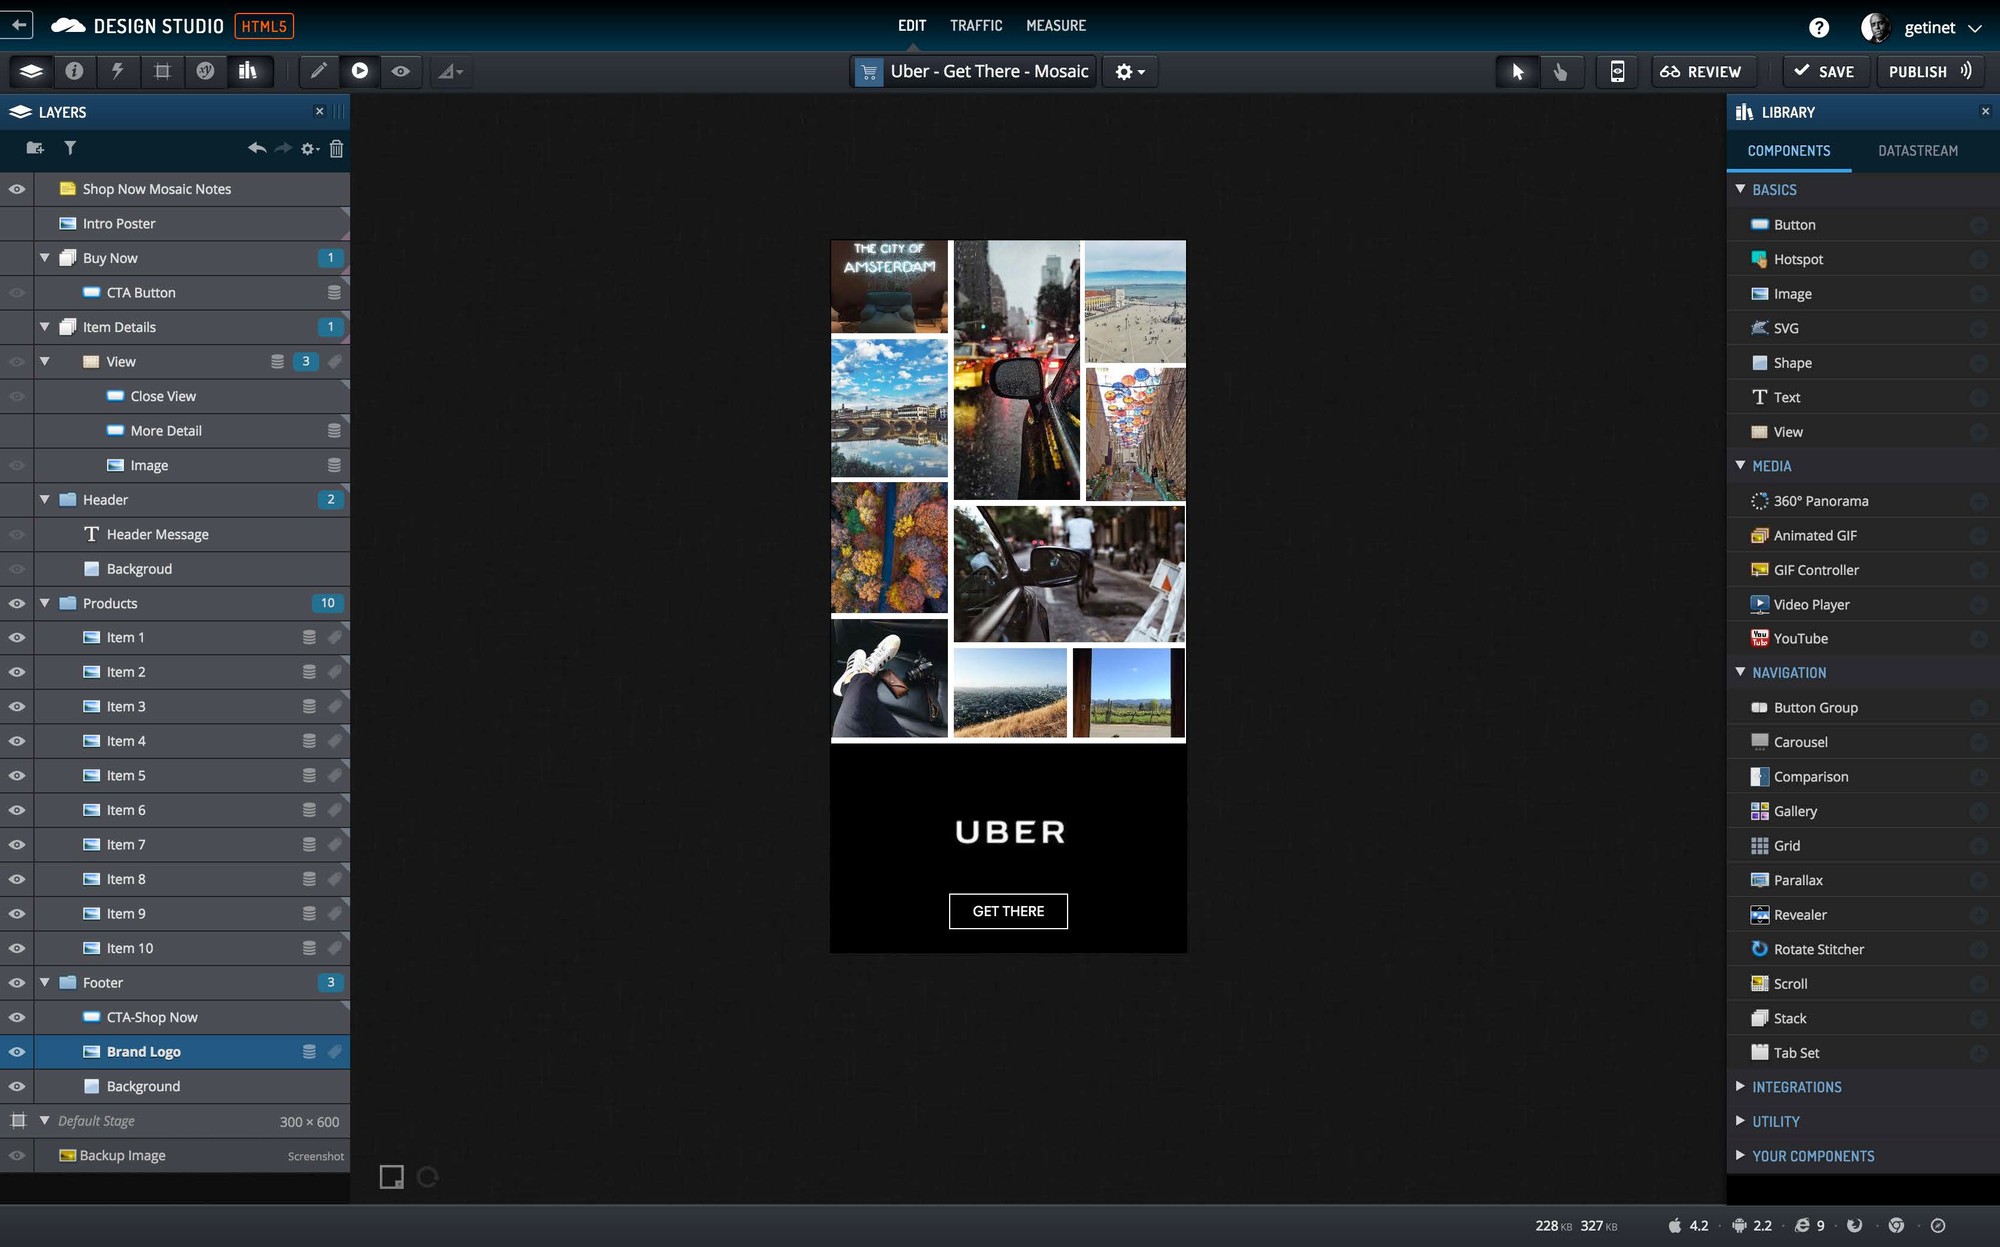 DESIGN STUDIO HTML5
EDIT TRAFFIC MEASURE
getinet
Uber - Get There - Mosaic
REVIEW SAVE PUBLISH
LAYERS
Shop Now Mosaic Notes
Intro Poster
Buy Now 1
CTA Button
Item Details 1
View 3
Close View
More Detail
Image
Header 2
Header Message
Backgroud
Products 10
Item 1
Item 2
Item 3
Item 4
Item 5
Item 6
Item 7
Item 8
Item 9
Item 10
Footer 3
CTA-Shop Now
Brand Logo
Background
Default Stage 300 × 600
Backup Image Screenshot
THE CITY OF
AMSTERDAM
UBER
GET THERE
LIBRARY
COMPONENTS DATASTREAM
BASICS
Button
Hotspot
Image
SVG
Shape
Text
View
MEDIA
360° Panorama
Animated GIF
GIF Controller
Video Player
YouTube
NAVIGATION
Button Group
Carousel
Comparison
Gallery
Grid
Parallax
Revealer
Rotate Stitcher
Scroll
Stack
Tab Set
INTEGRATIONS
UTILITY
YOUR COMPONENTS
228 KB 327 KB 4.2 · 2.2 · 9 · · ·